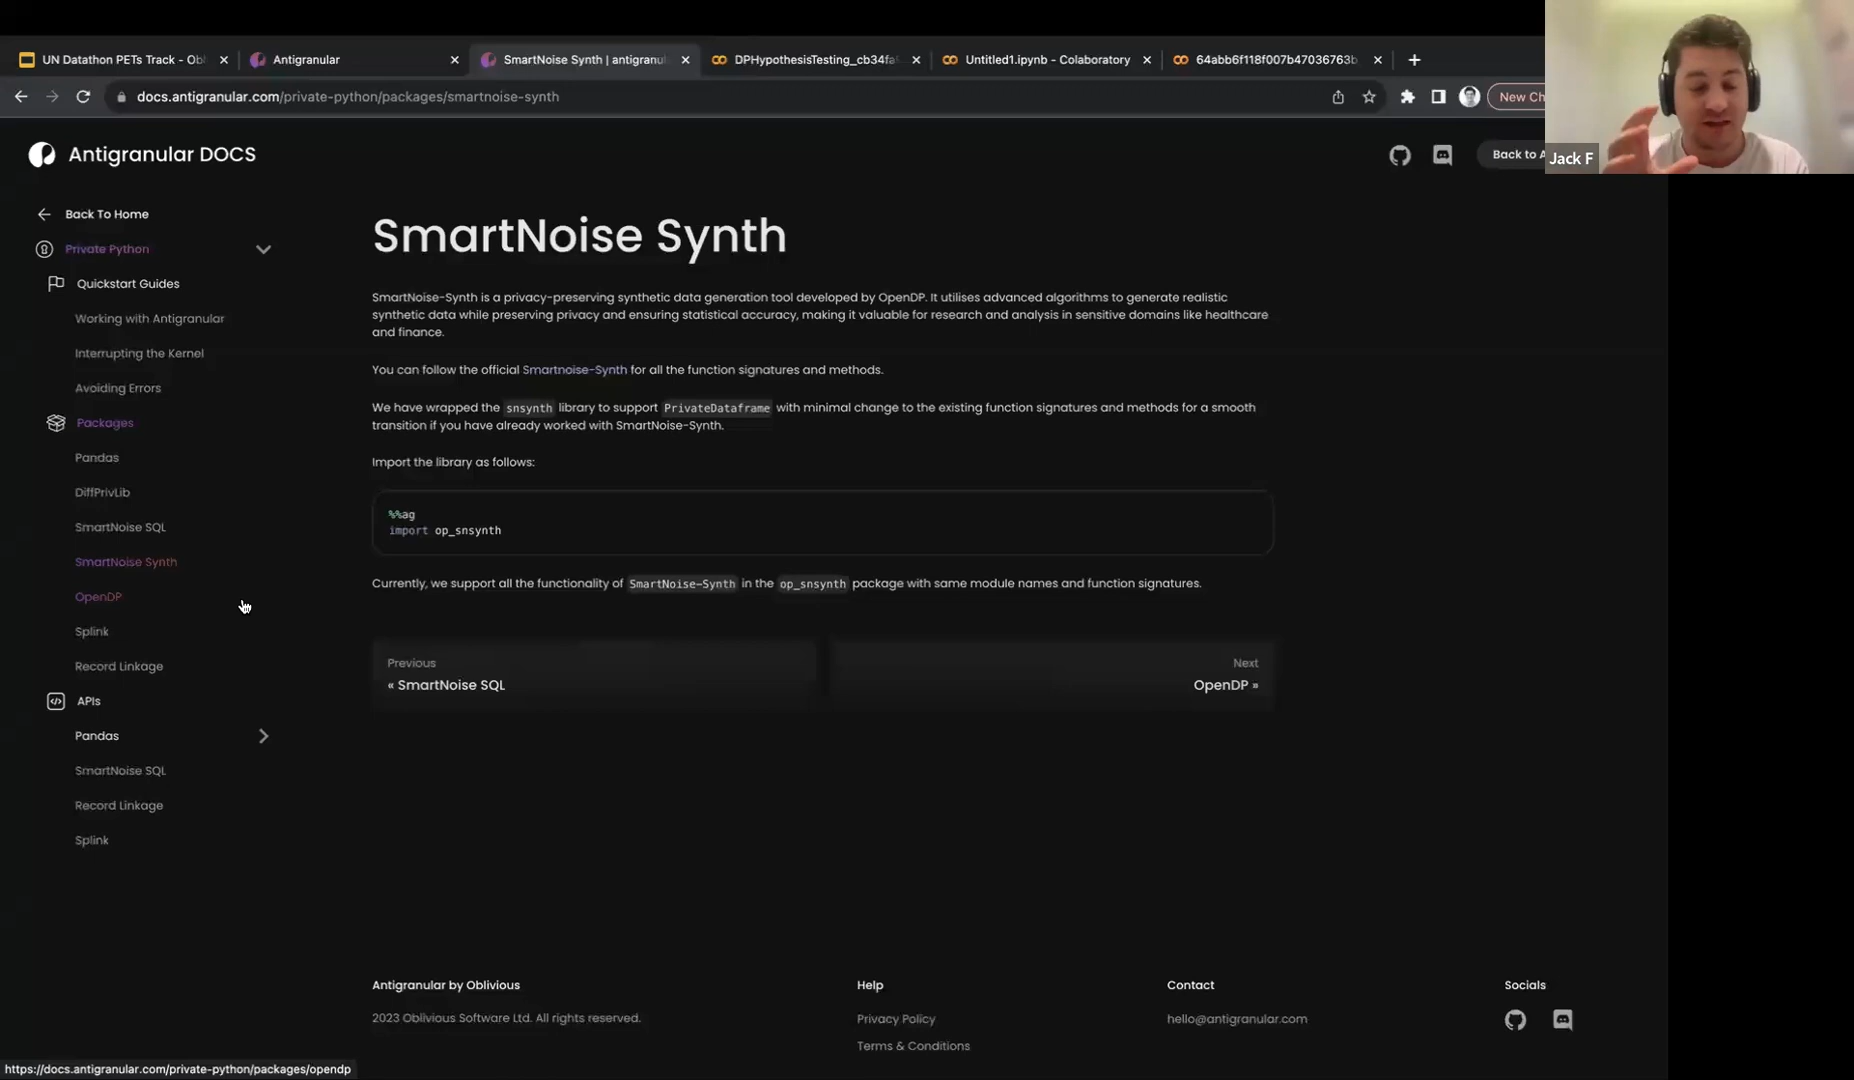 UN Datathon PETs Track - Ob
Antigranular
SmartNoise Synth | antigranu
DPHypothesisTesting_cb34fa
Untitled1.ipynb - Colaboratory
64abb6f118f007b47036763b
docs.antigranular.com/private-python/packages/smartnoise-synth
New Ch
Jack F
Antigranular DOCS
Back to A
Back To Home
Private Python
Quickstart Guides
Working with Antigranular
Interrupting the Kernel
Avoiding Errors
Packages
Pandas
DiffPrivLib
SmartNoise SQL
SmartNoise Synth
OpenDP
Splink
Record Linkage
APIs
Pandas
SmartNoise SQL
Record Linkage
Splink
SmartNoise Synth
SmartNoise-Synth is a privacy-preserving synthetic data generation tool developed by OpenDP. It utilises advanced algorithms to generate realistic
synthetic data while preserving privacy and ensuring statistical accuracy, making it valuable for research and analysis in sensitive domains like healthcare
and finance.
You can follow the official Smartnoise-Synth for all the function signatures and methods.
We have wrapped the snsynth library to support PrivateDataframe with minimal change to the existing function signatures and methods for a smooth
transition if you have already worked with SmartNoise-Synth.
Import the library as follows:
%%ag
import op_snsynth
Currently, we support all the functionality of SmartNoise-Synth in the op_snsynth package with same module names and function signatures.
Previous
« SmartNoise SQL
Next
OpenDP »
Antigranular by Oblivious
2023 Oblivious Software Ltd. All rights reserved.
Help
Privacy Policy
Terms & Conditions
Contact
hello@antigranular.com
Socials
https://docs.antigranular.com/private-python/packages/opendp